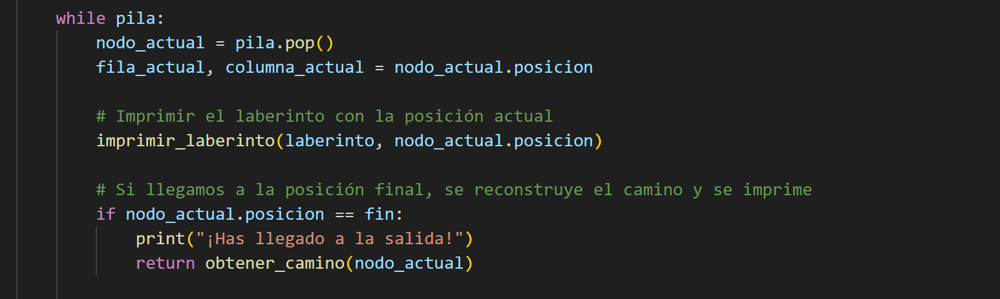 while pila:
nodo_actual = pila.pop()
fila_actual, columna_actual = nodo_actual.posicion
# Imprimir el laberinto con la posición actual
imprimir_laberinto(laberinto, nodo_actual.posicion)
# Si llegamos a la posición final, se reconstruye el camino y se imprime
if nodo_actual.posicion == fin:
print("¡Has llegado a la salida!")
return obtener_camino(nodo_actual)